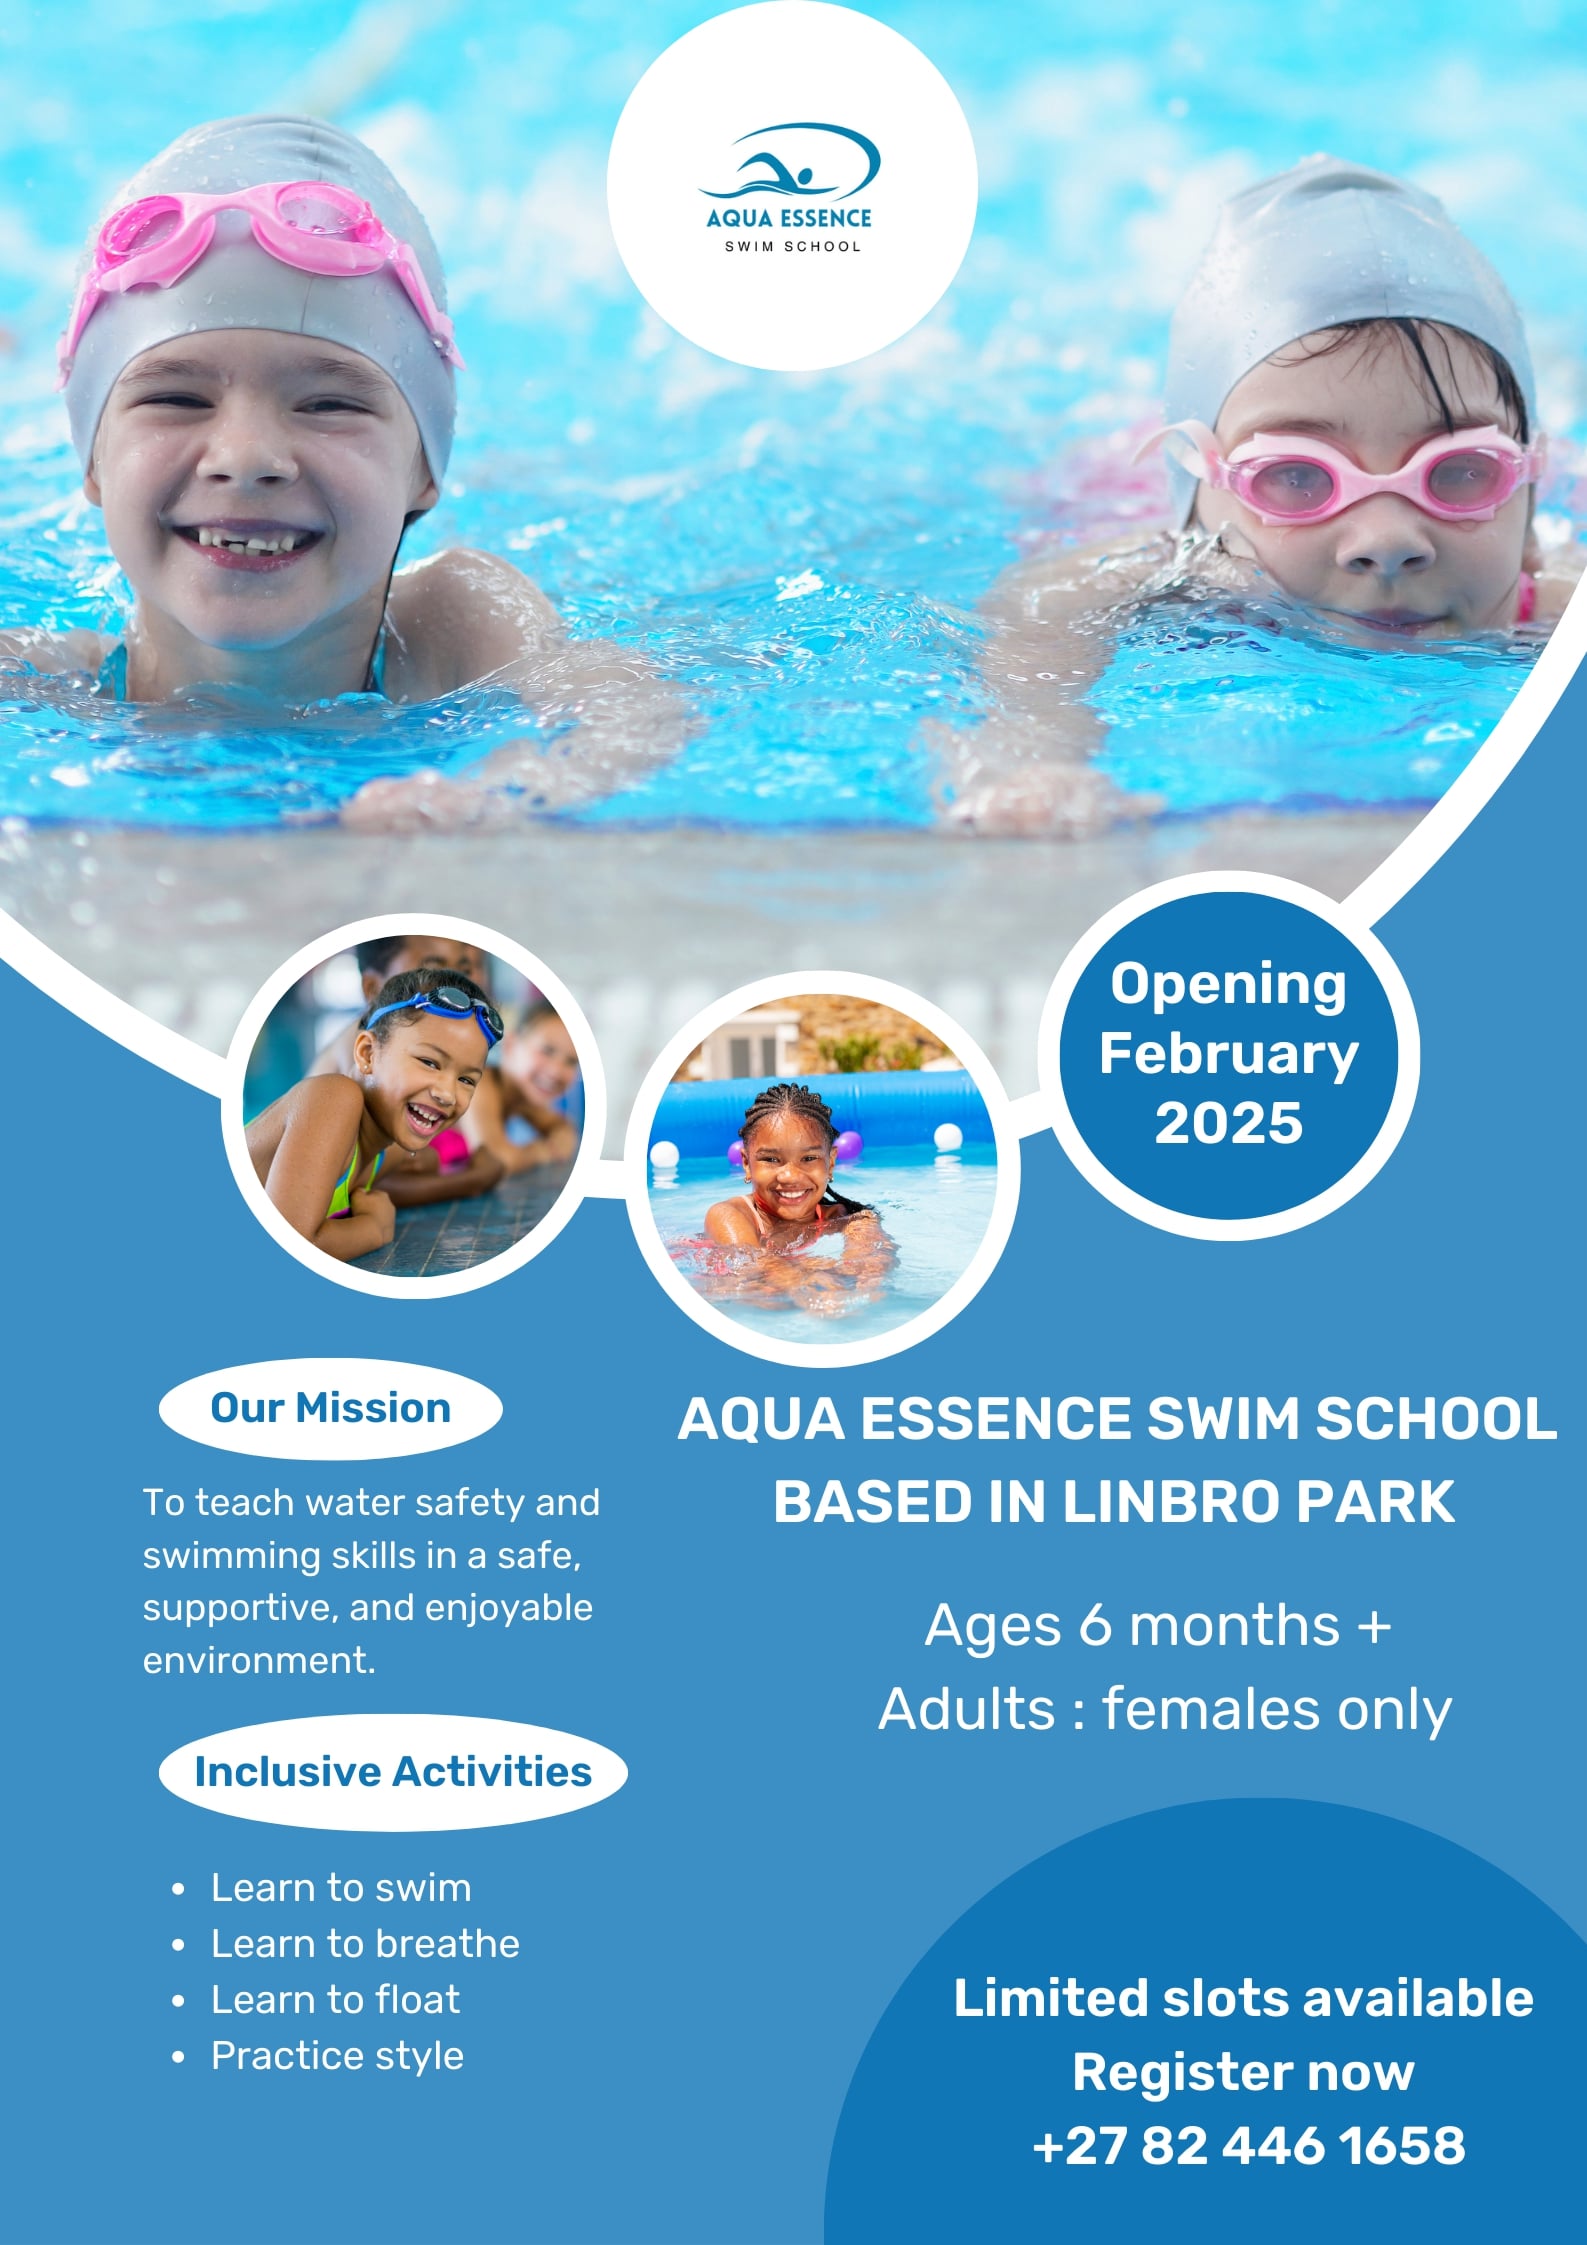 AQUA ESSENCE
SWIM SCHOOL
Opening
February
2025
Our Mission
To teach water safety and
swimming skills in a safe,
supportive, and enjoyable
environment.
Inclusive Activities
• Learn to swim
• Learn to breathe
• Learn to float
• Practice style
AQUA ESSENCE SWIM SCHOOL
BASED IN LINBRO PARK
Ages 6 months +
Adults : females only
Limited slots available
Register now
+27 82 446 1658